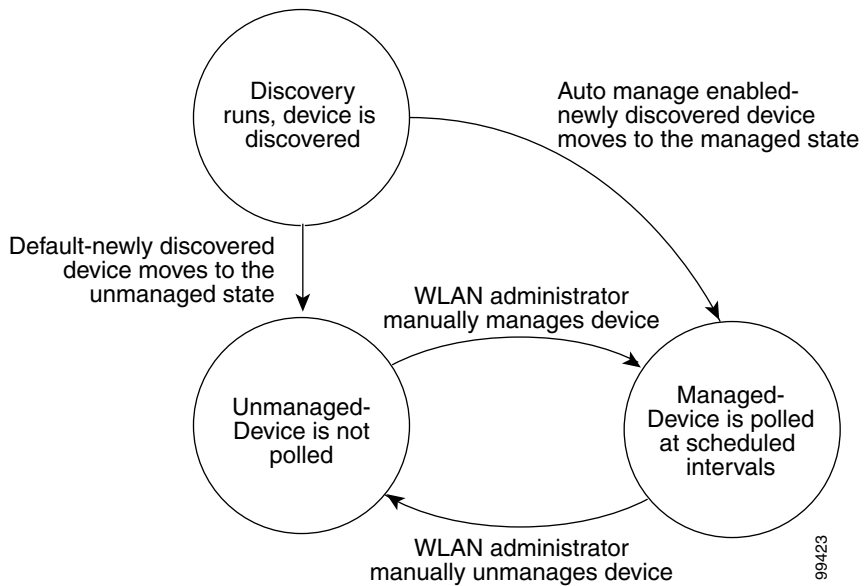 Discovery
runs, device is
discovered
Auto manage enabled-
newly discovered device
moves to the managed state
Default-newly discovered
device moves to the
unmanaged state
WLAN administrator
manually manages device
Unmanaged-
Device is not
polled
Managed-
Device is polled
at scheduled
intervals
WLAN administrator
manually unmanages device
99423